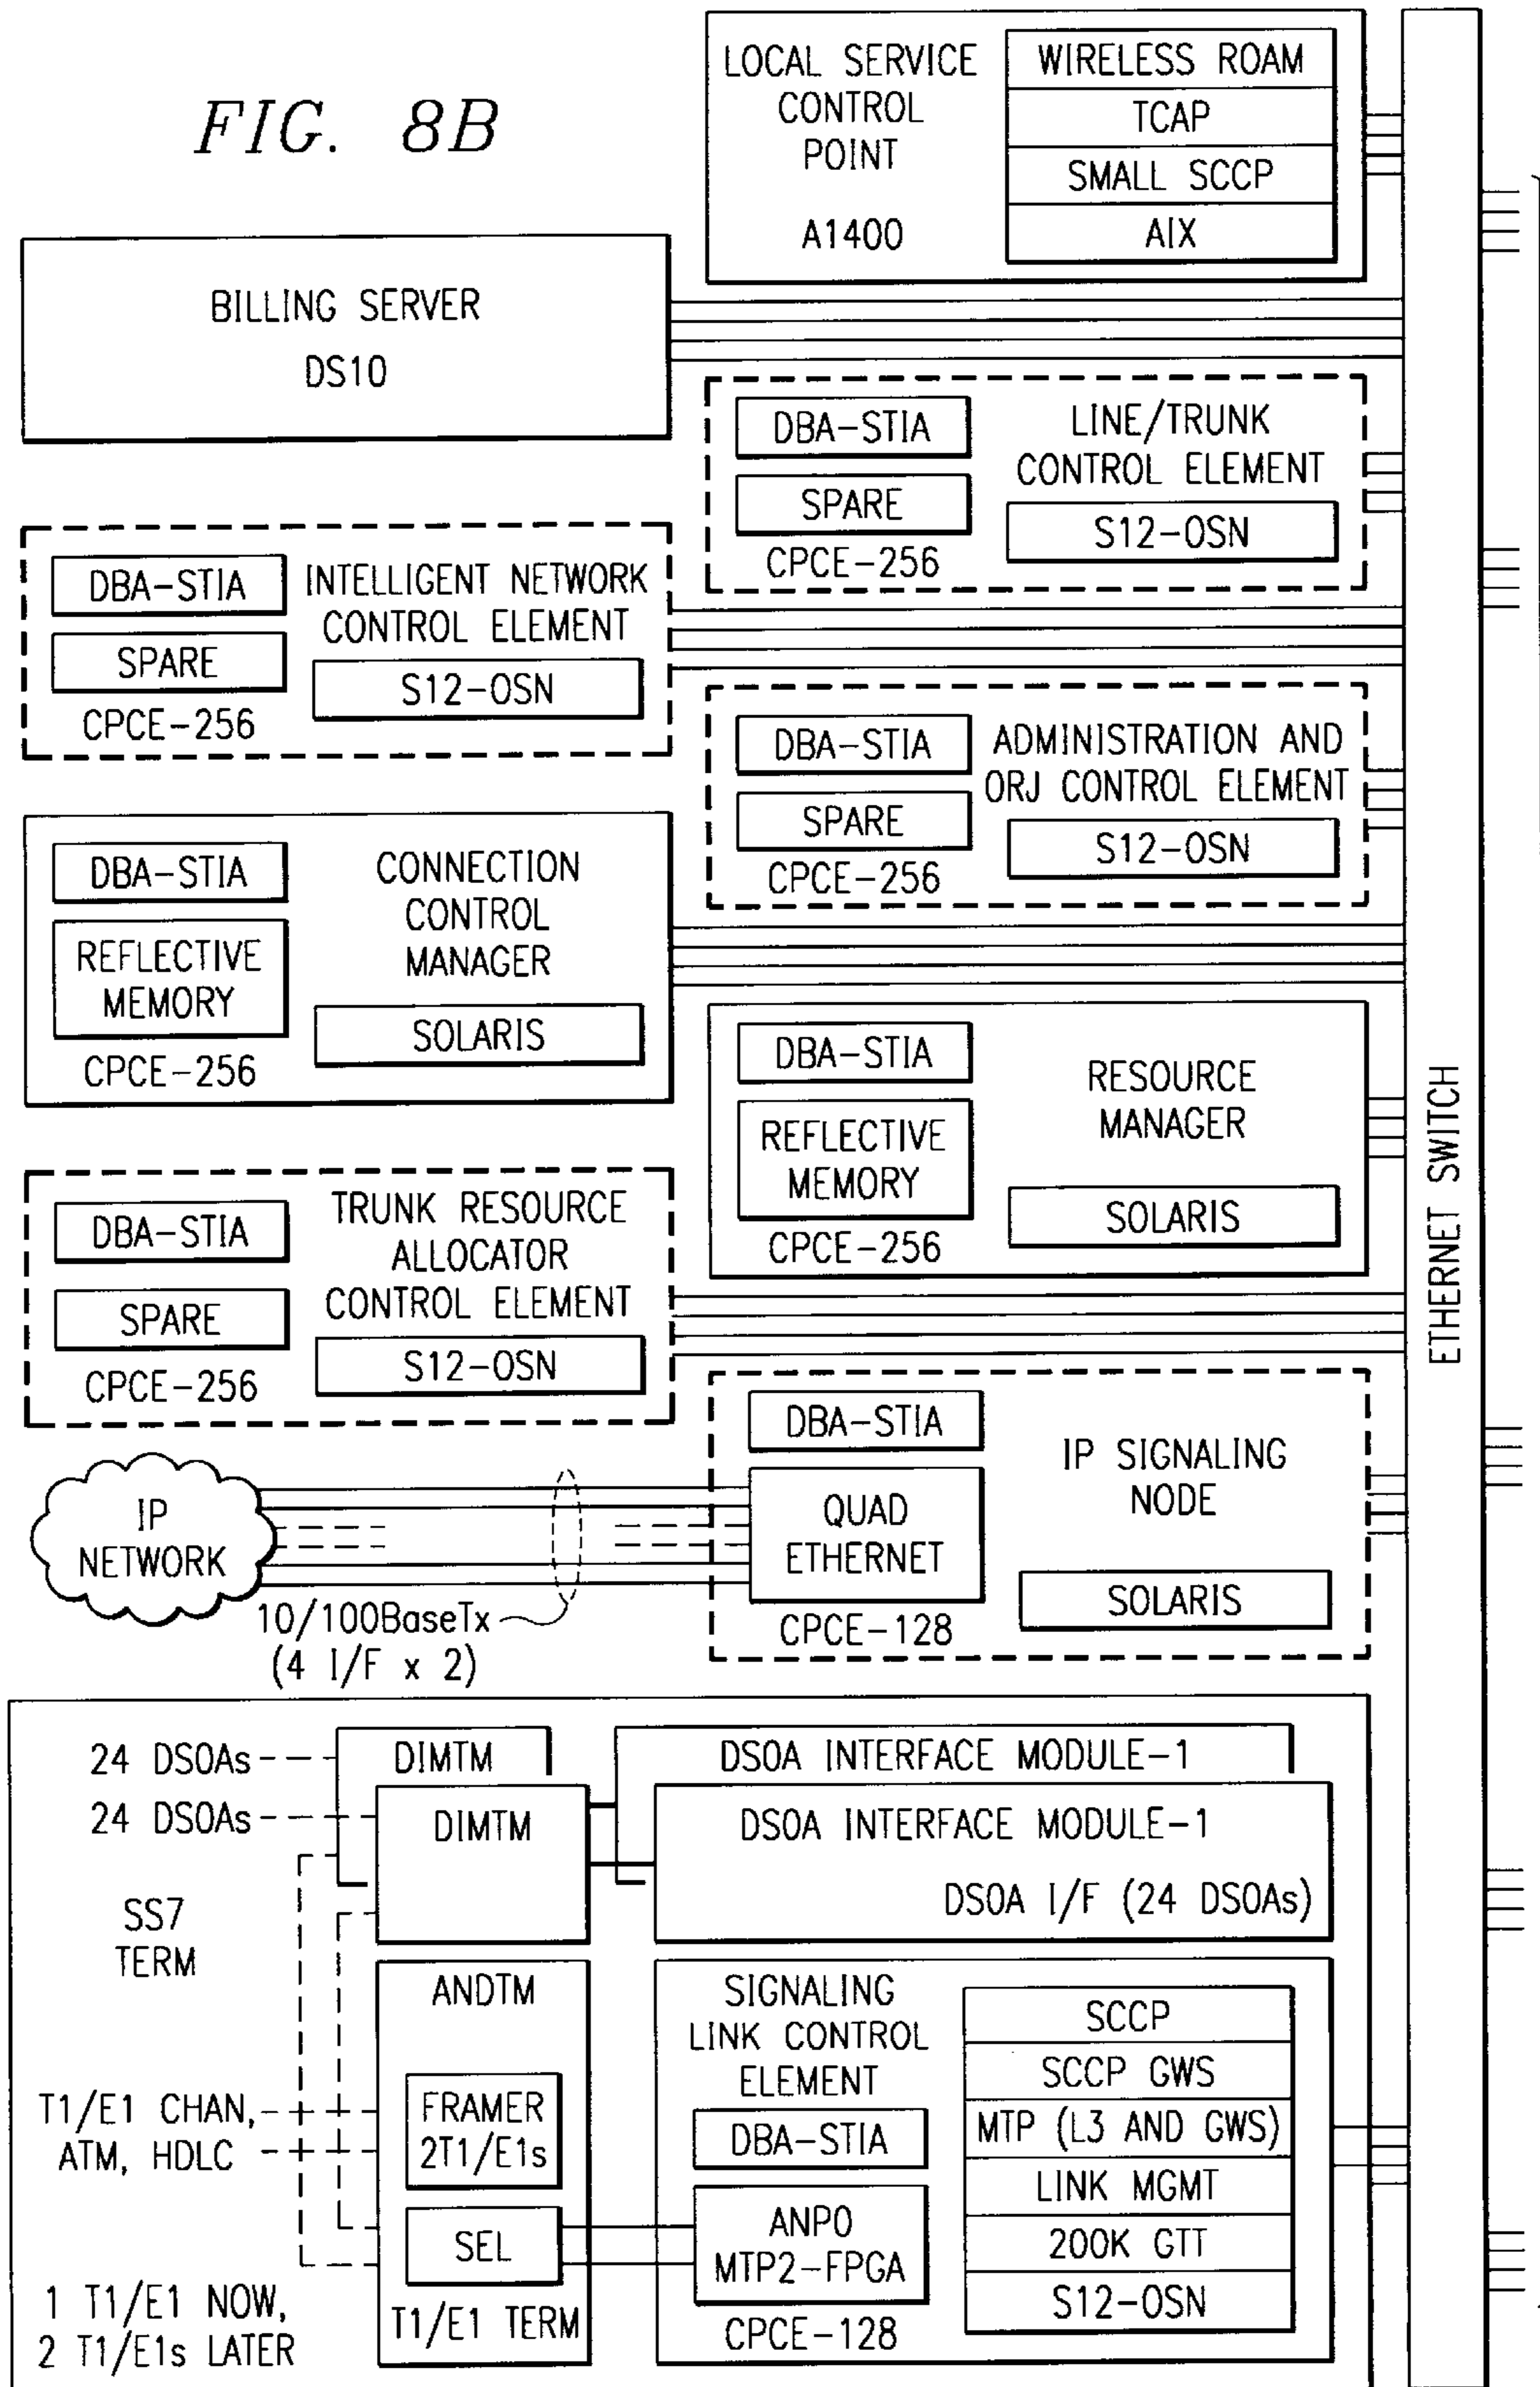 FIG. 8B
LOCAL SERVICE
CONTROL
POINT
A1400
WIRELESS ROAM
TCAP
SMALL SCCP
AIX
BILLING SERVER
DS10
DBA-STIA
SPARE
CPCE-256
LINE/TRUNK
CONTROL ELEMENT
S12-OSN
DBA-STIA
SPARE
CPCE-256
INTELLIGENT NETWORK
CONTROL ELEMENT
S12-OSN
DBA-STIA
SPARE
CPCE-256
ADMINISTRATION AND
ORJ CONTROL ELEMENT
S12-OSN
DBA-STIA
REFLECTIVE
MEMORY
CPCE-256
CONNECTION
CONTROL
MANAGER
SOLARIS
DBA-STIA
REFLECTIVE
MEMORY
CPCE-256
RESOURCE
MANAGER
SOLARIS
ETHERNET SWITCH
DBA-STIA
SPARE
CPCE-256
TRUNK RESOURCE
ALLOCATOR
CONTROL ELEMENT
S12-OSN
IP
NETWORK
10/100BaseTx
(4 I/F x 2)
DBA-STIA
QUAD
ETHERNET
CPCE-128
IP SIGNALING
NODE
SOLARIS
24 DSOAs
24 DSOAs
DIMTM
DIMTM
DSOA INTERFACE MODULE-1
DSOA INTERFACE MODULE-1
DSOA I/F (24 DSOAs)
SS7
TERM
T1/E1 CHAN,
ATM, HDLC
1 T1/E1 NOW,
2 T1/E1s LATER
ANDTM
FRAMER
2T1/E1s
SEL
T1/E1 TERM
SIGNALING
LINK CONTROL
ELEMENT
DBA-STIA
ANPO
MTP2-FPGA
CPCE-128
SCCP
SCCP GWS
MTP (L3 AND GWS)
LINK MGMT
200K GTT
S12-OSN